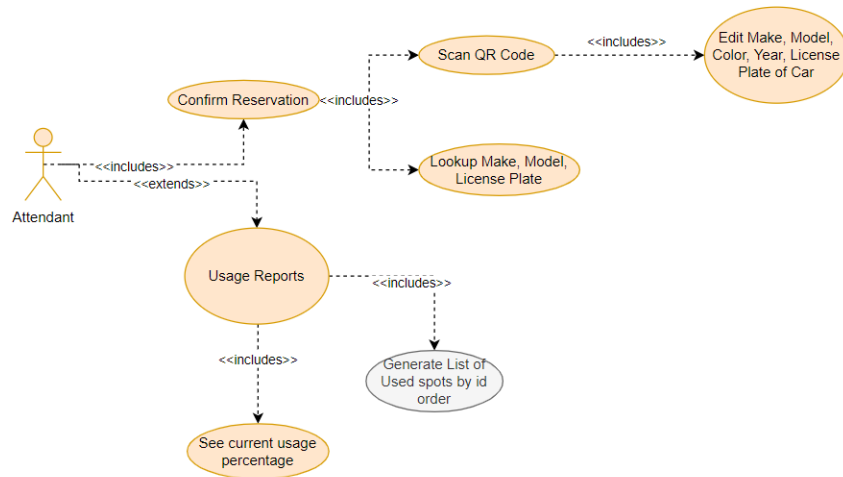 Scan QR Code
<<includes>>
Edit Make, Model,
Color, Year, License
Plate of Car
Confirm Reservation
<<includes>>
<<includes>>
Lookup Make, Model,
License Plate
<<extends>>
Attendant
Usage Reports
<<includes>>
<<includes>>
Generate List of
Used spots by id
order
See current usage
percentage